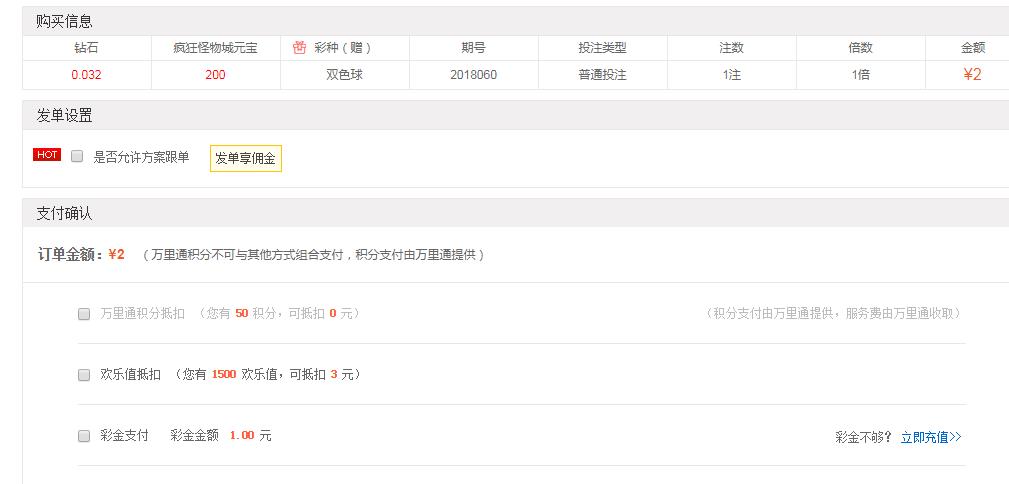 购买信息
钻石 疯狂怪物城元宝 彩种（赠） 期号 投注类型 注数 倍数 金额
0.032 200 双色球 2018060 普通投注 1注 1倍 ¥2
发单设置
HOT 是否允许方案跟单 发单享佣金
支付确认
订单金额：¥2 （万里通积分不可与其他方式组合支付，积分支付由万里通提供）
万里通积分抵扣 （您有 50 积分，可抵扣 0 元） （积分支付由万里通提供，服务费由万里通收取）
欢乐值抵扣 （您有 1500 欢乐值，可抵扣 3 元）
彩金支付 彩金金额 1.00 元 彩金不够？ 立即充值>>